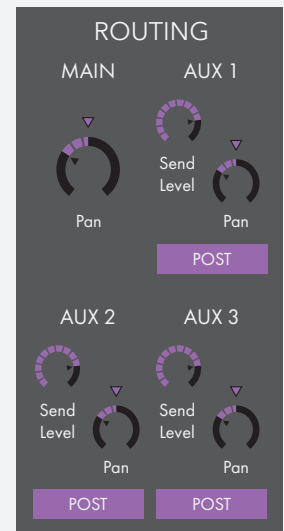 ROUTING
MAIN
Pan
AUX 1
Send
Level
Pan
POST
AUX 2
Send
Level
Pan
POST
AUX 3
Send
Level
Pan
POST